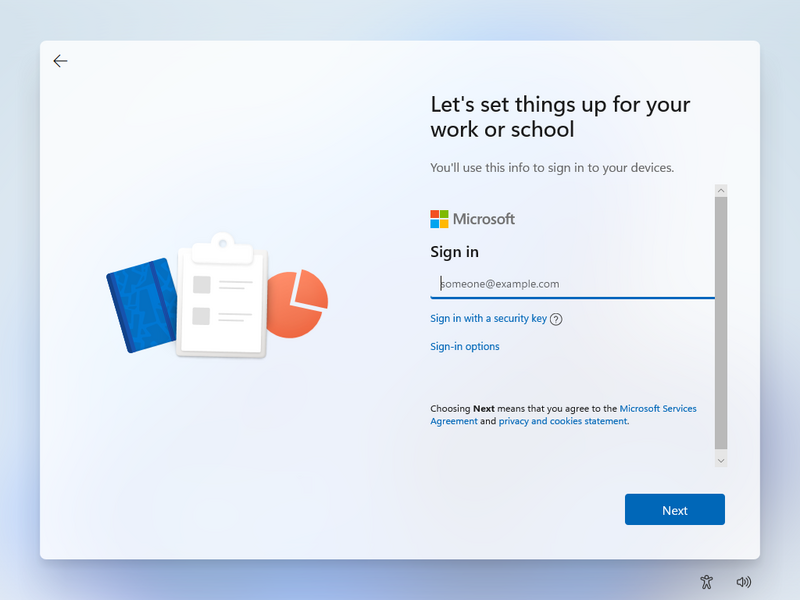 Let's set things up for your
work or school
You'll use this info to sign in to your devices.
Microsoft
Sign in
someone@example.com
Sign in with a security key ?
Sign-in options
Choosing Next means that you agree to the Microsoft Services
Agreement and privacy and cookies statement.
Next